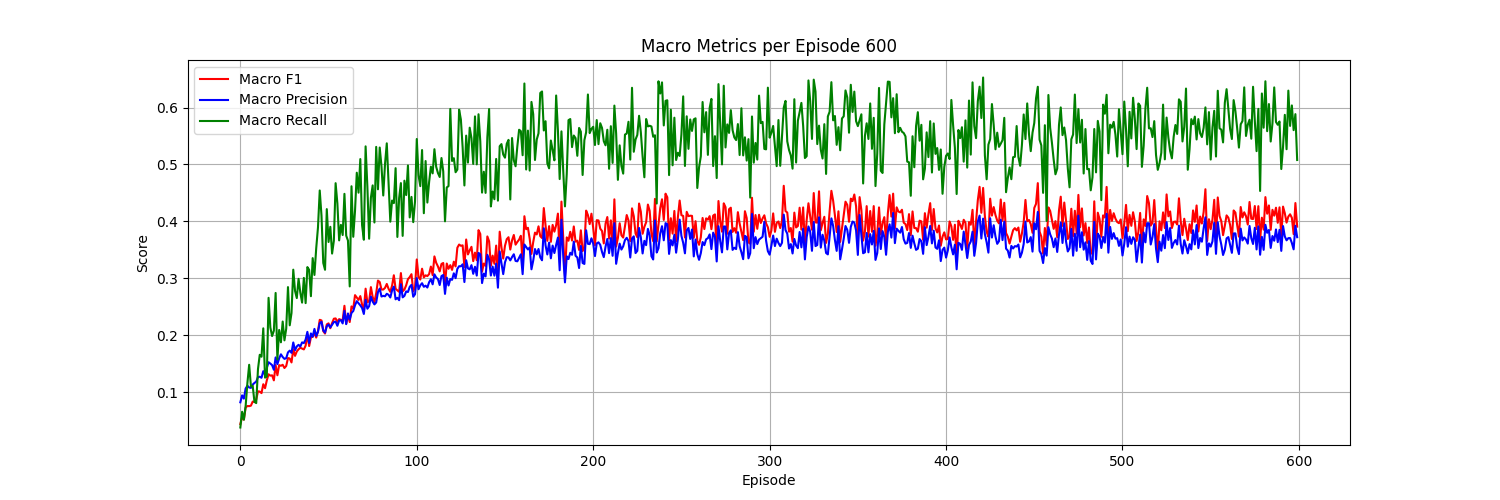 Macro Metrics per Episode 600
Macro F1
Macro Precision
Macro Recall
Score
0.6
0.5
0.4
0.3
0.2
0.1
0 100 200 300 400 500 600
Episode